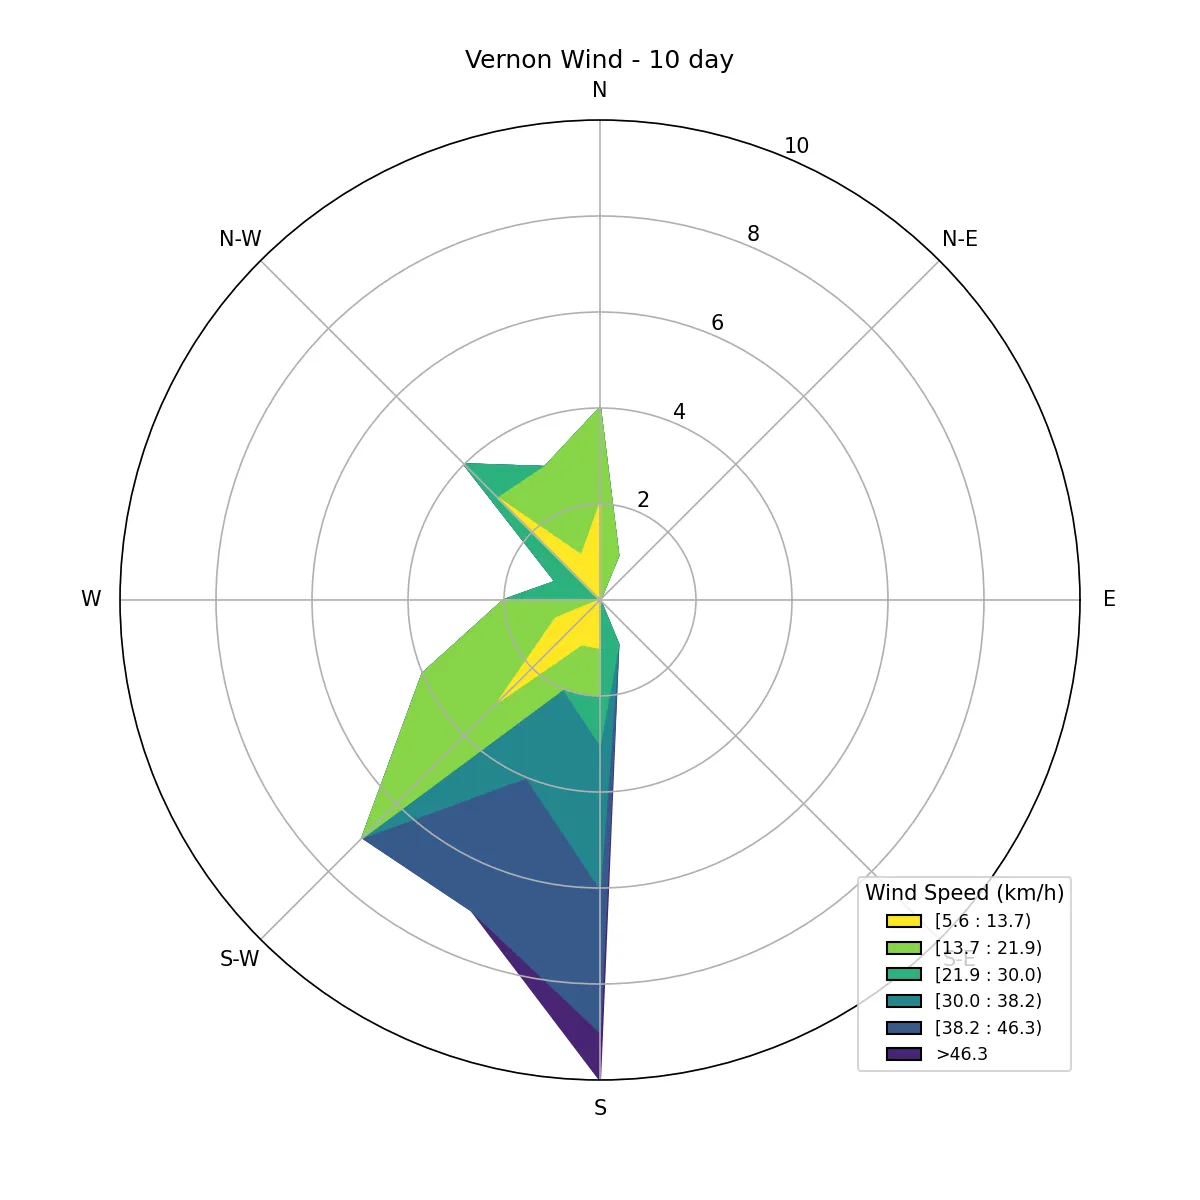 Vernon Wind - 10 day
N
10
N-W
8
N-E
6
4
2
W
E
Wind Speed (km/h)
[5.6 : 13.7)
[13.7 : 21.9)
S-W
S-E
[21.9 : 30.0)
[30.0 : 38.2)
[38.2 : 46.3)
>46.3
S